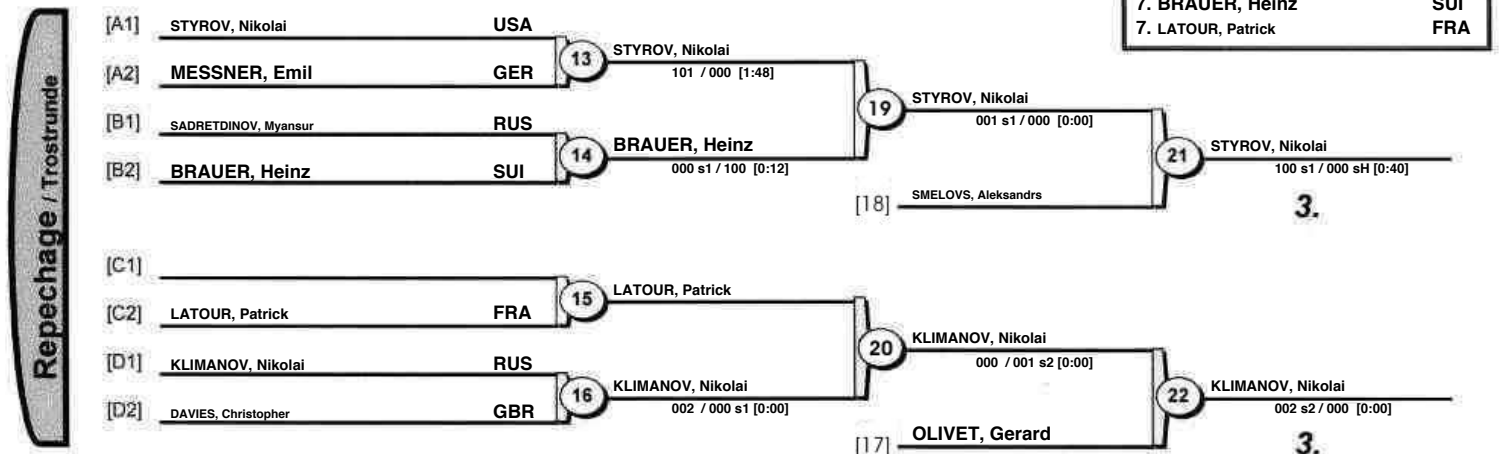 7. BRAUER, Heinz SUI
7. LATOUR, Patrick FRA
Repechage / Trostrunde
[A1] STYROV, Nikolai USA
13 STYROV, Nikolai
101 / 000 [1:48]
[A2] MESSNER, Emil GER
19 STYROV, Nikolai
001 s1 / 000 [0:00]
[B1] SADRETDINOV, Myansur RUS
14 BRAUER, Heinz
000 s1 / 100 [0:12]
[B2] BRAUER, Heinz SUI
21 STYROV, Nikolai
100 s1 / 000 sH [0:40]
[18] SMELOVS, Aleksandrs
3.
[C1]
15 LATOUR, Patrick
[C2] LATOUR, Patrick FRA
20 KLIMANOV, Nikolai
000 / 001 s2 [0:00]
[D1] KLIMANOV, Nikolai RUS
16 KLIMANOV, Nikolai
002 / 000 s1 [0:00]
[D2] DAVIES, Christopher GBR
22 KLIMANOV, Nikolai
002 s2 / 000 [0:00]
[17] OLIVET, Gerard
3.